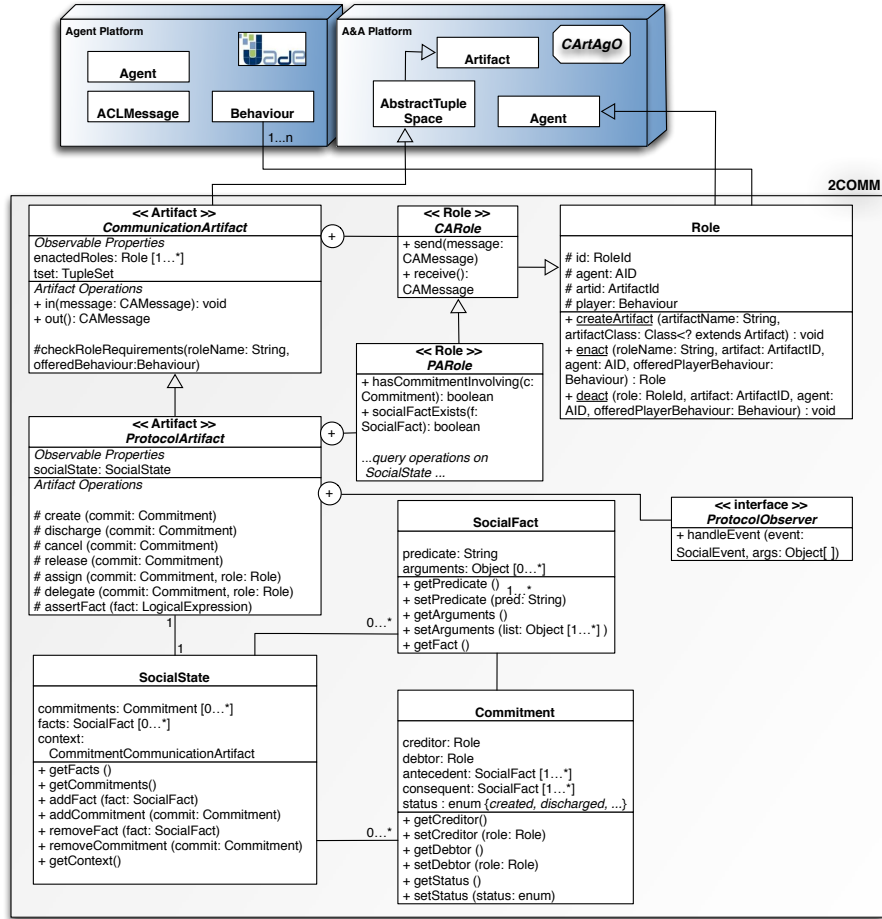 Agent Platform
Jade
Agent
ACLMessage
Behaviour
1...n
A&A Platform
CArtAgO
Artifact
AbstractTuple
Space
Agent
2COMM
<< Artifact >>
CommunicationArtifact
Observable Properties
enactedRoles: Role [1...*]
tset: TupleSet
Artifact Operations
+ in(message: CAMessage): void
+ out(): CAMessage
#checkRoleRequirements(roleName: String,
offeredBehaviour:Behaviour)
+
<< Role >>
CARole
+ send(message:
CAMessage)
+ receive():
CAMessage
Role
# id: RoleId
# agent: AID
# artid: ArtifactId
# player: Behaviour
+ createArtifact (artifactName: String,
artifactClass: Class<? extends Artifact) : void
+ enact (roleName: String, artifact: ArtifactID,
agent: AID, offeredPlayerBehaviour:
Behaviour) : Role
+ deact (role: RoleId, artifact: ArtifactID, agent:
AID, offeredPlayerBehaviour: Behaviour) : void
<< Role >>
PARole
+ hasCommitmentInvolving(c:
Commitment): boolean
+ socialFactExists(f:
SocialFact): boolean
...query operations on
SocialState ...
<< Artifact >>
ProtocolArtifact
Observable Properties
socialState: SocialState
Artifact Operations
# create (commit: Commitment)
# discharge (commit: Commitment)
# cancel (commit: Commitment)
# release (commit: Commitment)
# assign (commit: Commitment, role: Role)
# delegate (commit: Commitment, role: Role)
# assertFact (fact: LogicalExpression)
+
+
<< interface >>
ProtocolObserver
+ handleEvent (event:
SocialEvent, args: Object[ ])
SocialFact
predicate: String
arguments: Object [0...*]
+ getPredicate ()
1...*
+ setPredicate (pred: String)
+ getArguments ()
+ setArguments (list: Object [1...*] )
+ getFact ()
1
1
0...*
SocialState
commitments: Commitment [0...*]
facts: SocialFact [0...*]
context:
CommitmentCommunicationArtifact
+ getFacts ()
+ getCommitments()
+ addFact (fact: SocialFact)
+ addCommitment (commit: Commitment)
+ removeFact (fact: SocialFact)
+ removeCommitment (commit: Commitment)
+ getContext()
0...*
Commitment
creditor: Role
debtor: Role
antecedent: SocialFact [1...*]
consequent: SocialFact [1...*]
status : enum {created, discharged, ...}
+ getCreditor()
+ setCreditor (role: Role)
+ getDebtor ()
+ setDebtor (role: Role)
+ getStatus ()
+ setStatus (status: enum)